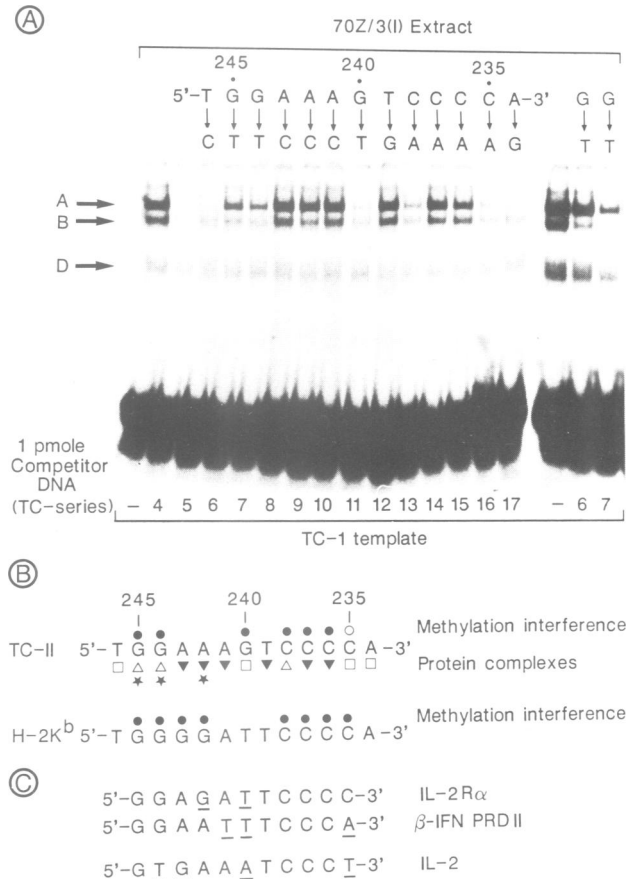 A
70Z/3(I) Extract
245 240 235
5'-T G G A A A G T C C C C A-3' G G
C T T C C C T G A A A A G T T
A
B
D
1 pmole
Competitor
DNA
(TC-series) – 4 5 6 7 8 9 10 11 12 13 14 15 16 17 – 6 7
TC-1 template
B
245 240 235
Methylation interference
TC-II 5'-T G G A A A G T C C C C A-3'
Protein complexes
Methylation interference
H-2Kb 5'-T G G G G A T T C C C C A-3'
C
5'-G G A G A T T C C C C-3' IL-2Rα
5'-G G A A T T T C C C A-3' β-IFN PRDII
5'-G T G A A A T C C C T-3' IL-2